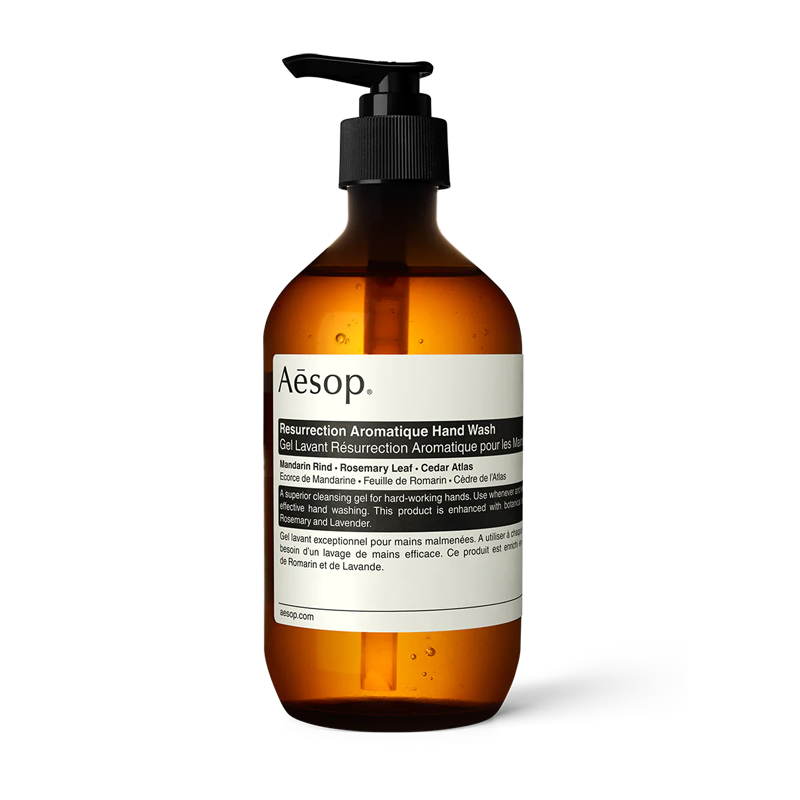 Aēsop®
Resurrection Aromatique Hand Wash
Gel Lavant Résurrection Aromatique pour les
Mandarin Rind • Rosemary Leaf • Cedar Atlas
Ecorce de Mandarine • Feuille de Romarin • Cèdre de l'Atlas
A superior cleansing gel for hard-working hands. Use whenever
effective hand washing. This product is enhanced with
Rosemary and Lavender.
Gel lavant exceptionnel pour mains malmenées. A utiliser à
besoin d'un lavage de mains efficace. Ce produit est
de Romarin et de Lavande.
aesop.com